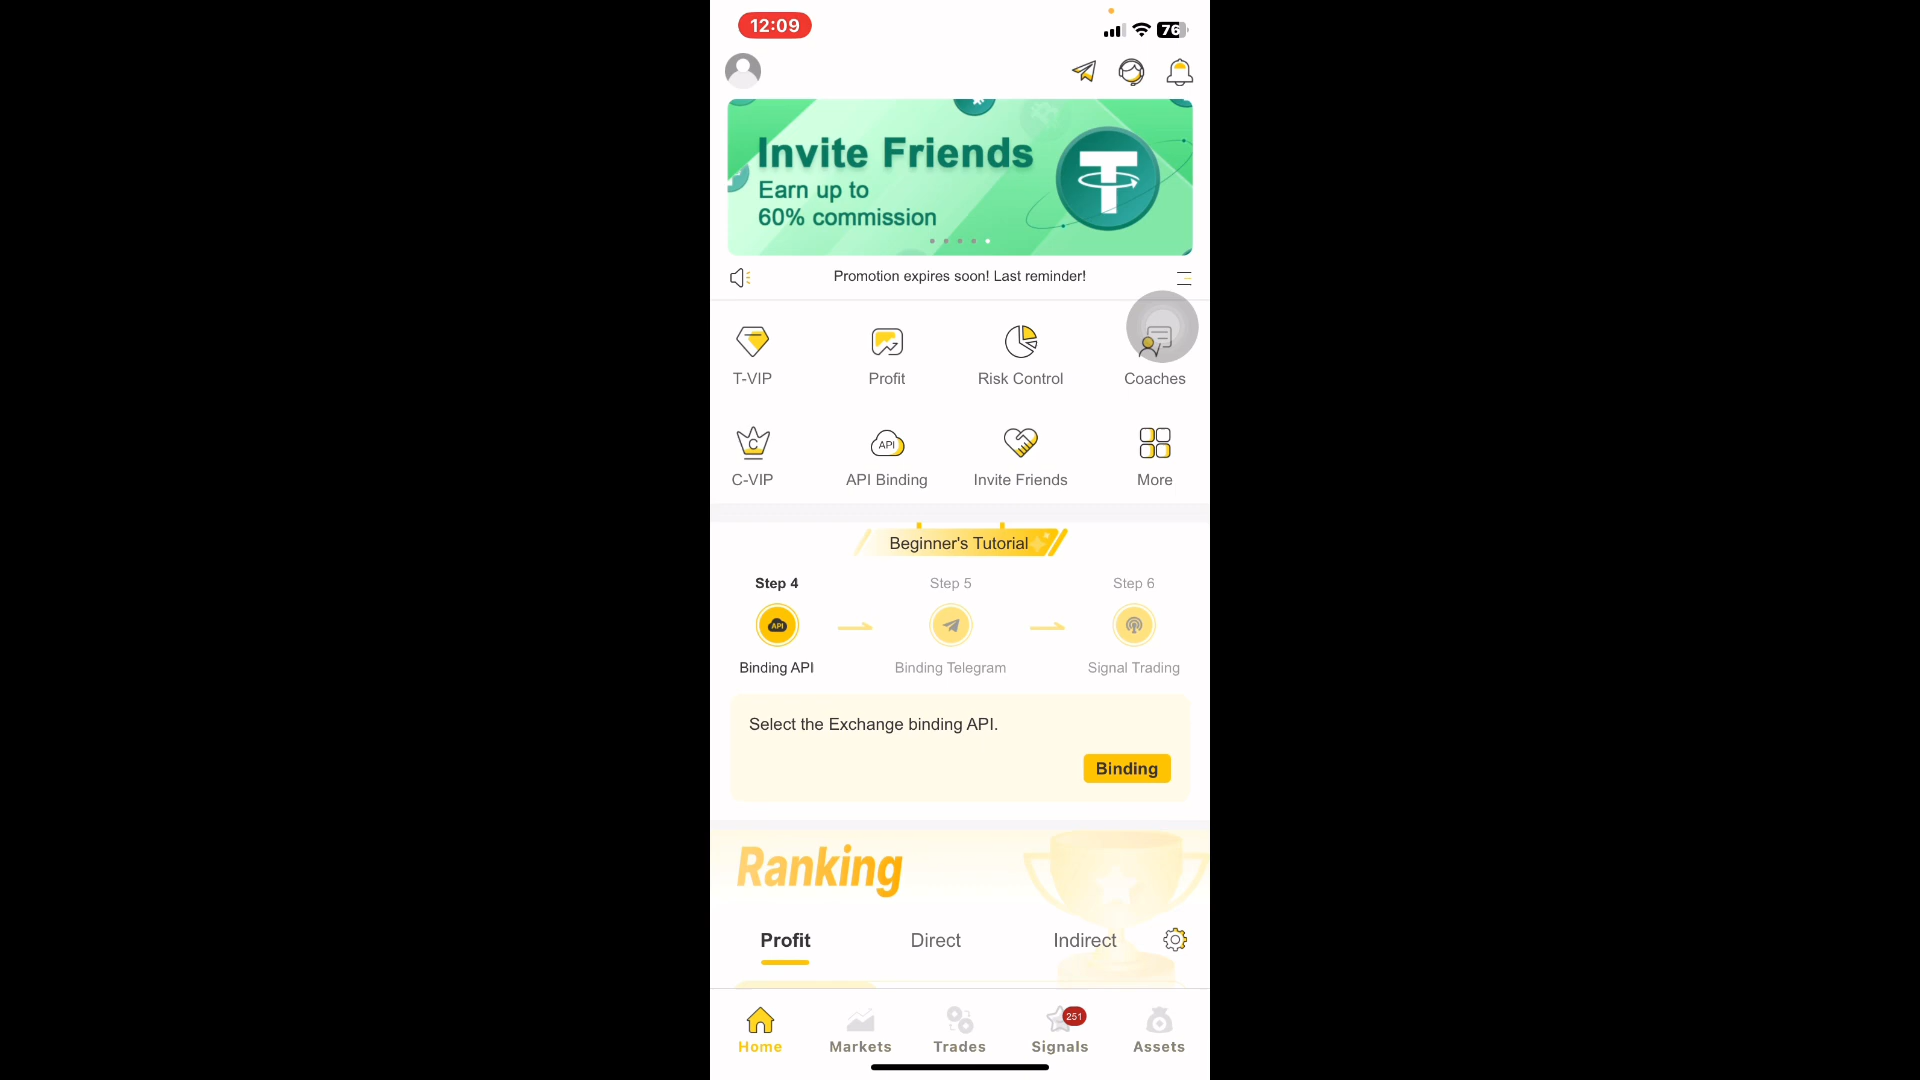 12:09
76
Invite Friends
Earn up to
60% commission
Promotion expires soon! Last reminder!
T-VIP
Profit
Risk Control
Coaches
C
API
C-VIP
API Binding
Invite Friends
More
Beginner's Tutorial
Step 4
Step 5
Step 6
API
Binding API
Binding Telegram
Signal Trading
Select the Exchange binding API.
Binding
Ranking
Profit
Direct
Indirect
251
Home
Markets
Trades
Signals
Assets